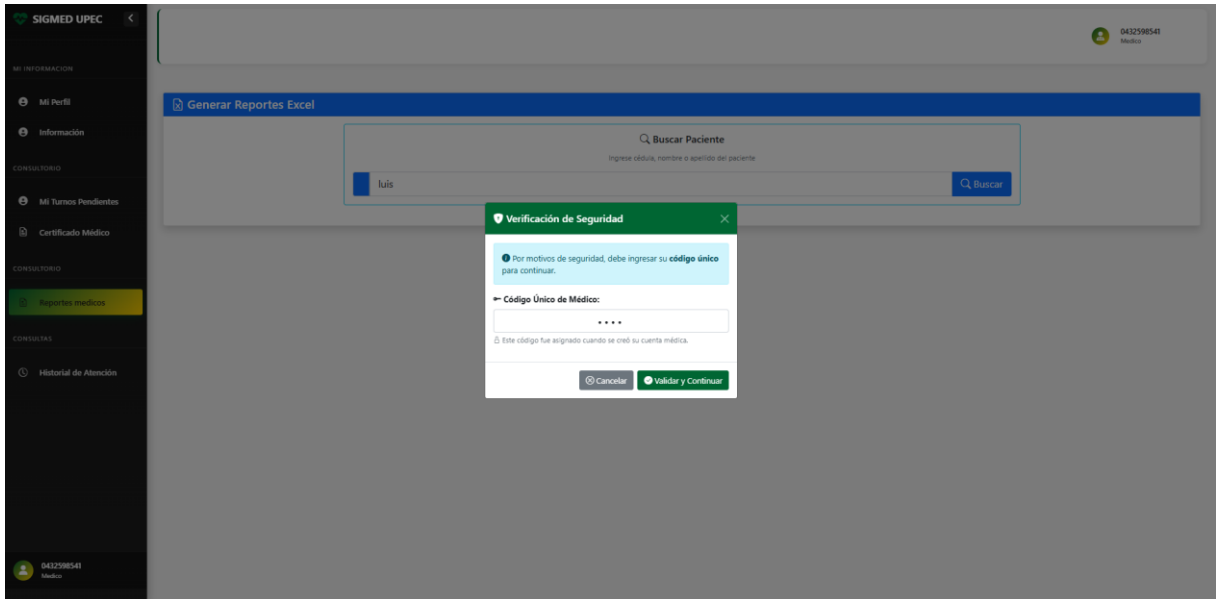 SIGMED UPEC
MI INFORMACION
Mi Perfil
Información
CONSULTORIO
Mi Turnos Pendientes
Certificado Médico
CONSULTORIO
Reportes medicos
CONSULTAS
Historial de Atención
0432598541
Medico
0432598541
Medico
Generar Reportes Excel
Buscar Paciente
Ingrese cédula, nombre o apellido del paciente
luis
Buscar
Verificación de Seguridad
Por motivos de seguridad, debe ingresar su código único
para continuar.
Código Único de Médico:
••••
Este código fue asignado cuando se creó su cuenta médica.
Cancelar
Validar y Continuar